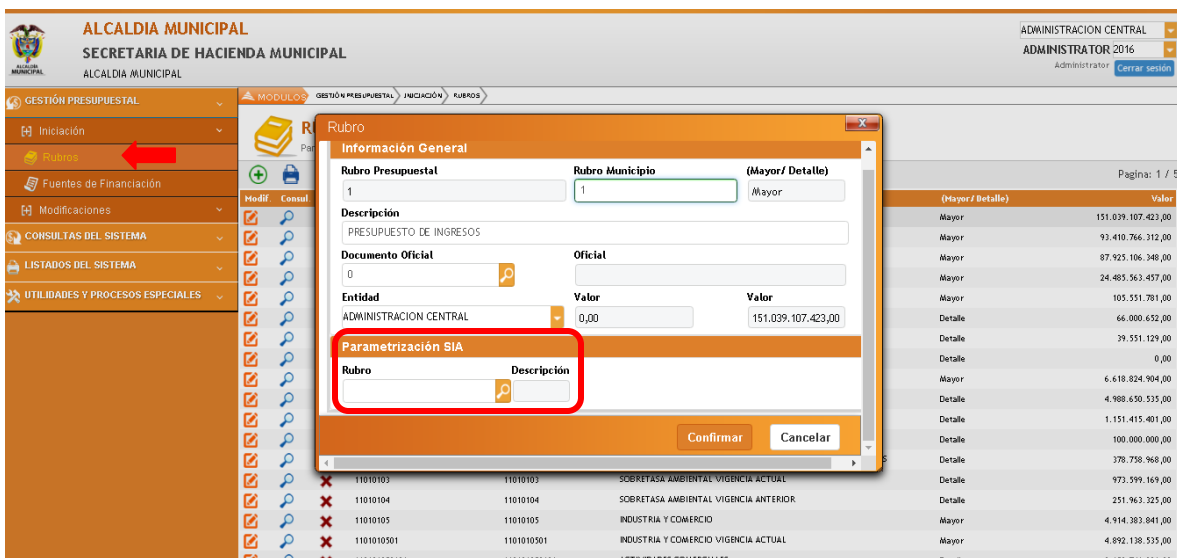 ALCALDIA MUNICIPAL
SECRETARIA DE HACIENDA MUNICIPAL
ALCALDIA MUNICIPAL
ALCALDÍA
MUNICIPAL
ADMINISTRACION CENTRAL
ADMINISTRATOR 2016
Administrator Cerrar sesión
GESTIÓN PRESUPUESTAL
[+] Iniciación
Rubros
Fuentes de Financiación
[+] Modificaciones
CONSULTAS DEL SISTEMA
LISTADOS DEL SISTEMA
UTILIDADES Y PROCESOS ESPECIALES
MODULOS GESTIÓN PRESUPUESTAL INICIACIÓN RUBROS
Pagina: 1 / 5
Modif. Consul.
Rubro
X
Información General
Rubro Presupuestal Rubro Municipio (Mayor/ Detalle)
1 1 Mayor
Descripción
PRESUPUESTO DE INGRESOS
Documento Oficial Oficial
0
Entidad Valor Valor
ADMINISTRACION CENTRAL 0,00 151.039.107.423,00
Parametrización SIA
Rubro Descripción
Confirmar Cancelar
(Mayor/ Detalle) Valor
Mayor 151.039.107.423,00
Mayor 93.410.766.312,00
Mayor 87.925.106.348,00
Mayor 24.485.563.457,00
Mayor 105.551.781,00
Detalle 66.000.652,00
Detalle 39.551.129,00
Detalle 0,00
Mayor 6.618.824.904,00
Detalle 4.988.650.535,00
Detalle 1.151.415.401,00
Detalle 100.000.000,00
Detalle 378.758.968,00
11010103 11010103 SOBRETASA AMBIENTAL VIGENCIA ACTUAL Detalle 973.599.169,00
11010104 11010104 SOBRETASA AMBIENTAL VIGENCIA ANTERIOR Detalle 251.963.325,00
11010105 11010105 INDUSTRIA Y COMERCIO Mayor 4.914.383.841,00
1101010501 1101010501 INDUSTRIA Y COMERCIO VIGENCIA ACTUAL Mayor 4.892.138.535,00